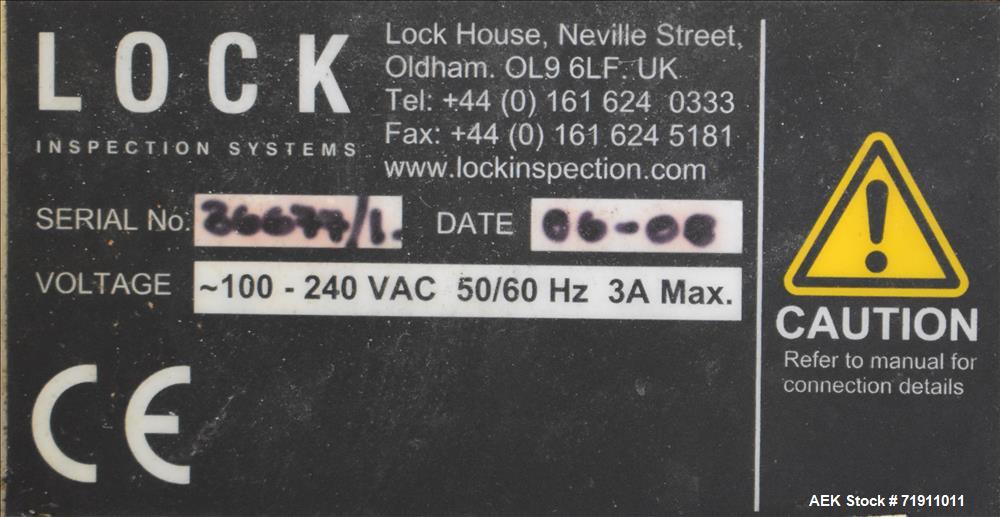 LOCK
INSPECTION SYSTEMS
Lock House, Neville Street,
Oldham. OL9 6LF. UK
Tel: +44 (0) 161 624 0333
Fax: +44 (0) 161 624 5181
www.lockinspection.com
SERIAL No.
DATE 06-08
VOLTAGE ~100 - 240 VAC 50/60 Hz 3A Max.
CE
CAUTION
Refer to manual for
connection details
AEK Stock # 71911011